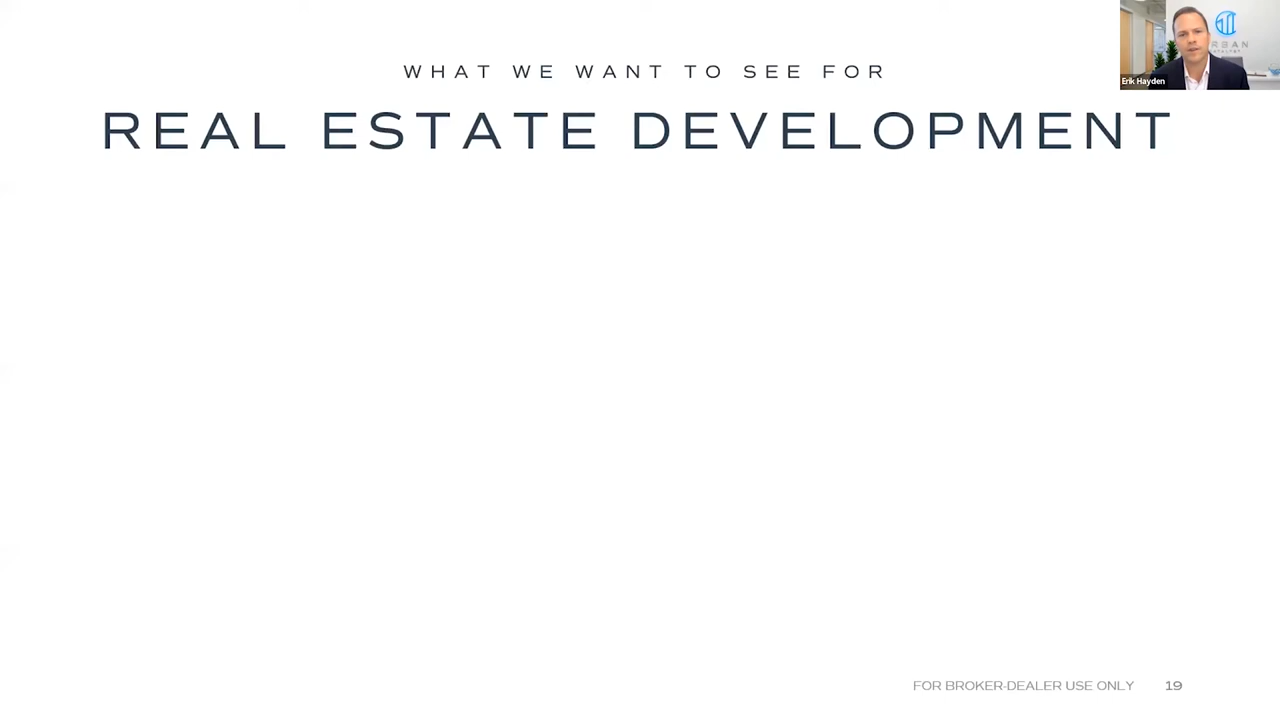 WHAT WE WANT TO SEE FOR
REAL ESTATE DEVELOPMENT
Erik Hayden
FOR BROKER-DEALER USE ONLY 19